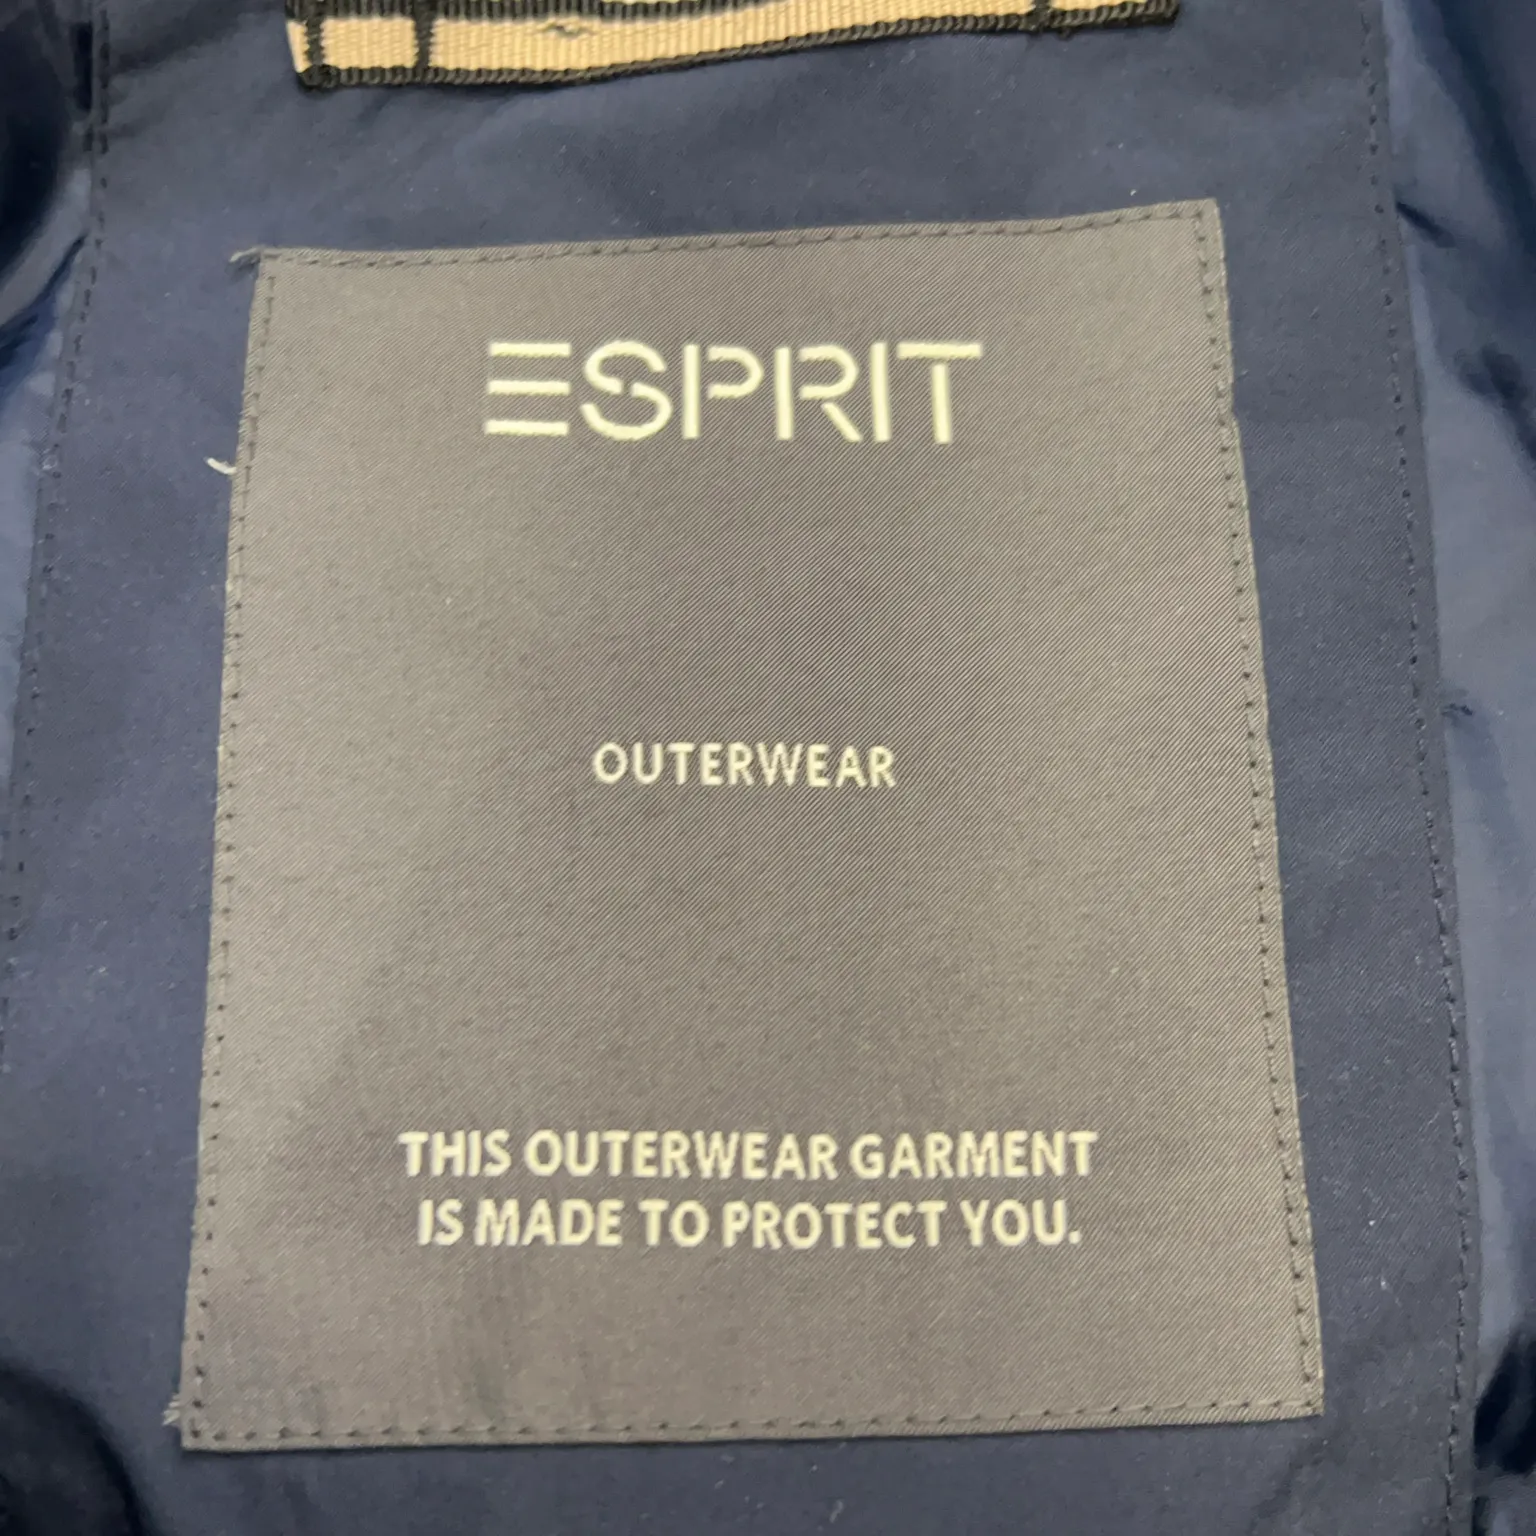 ESPRIT
OUTERWEAR
THIS OUTERWEAR GARMENT
IS MADE TO PROTECT YOU.